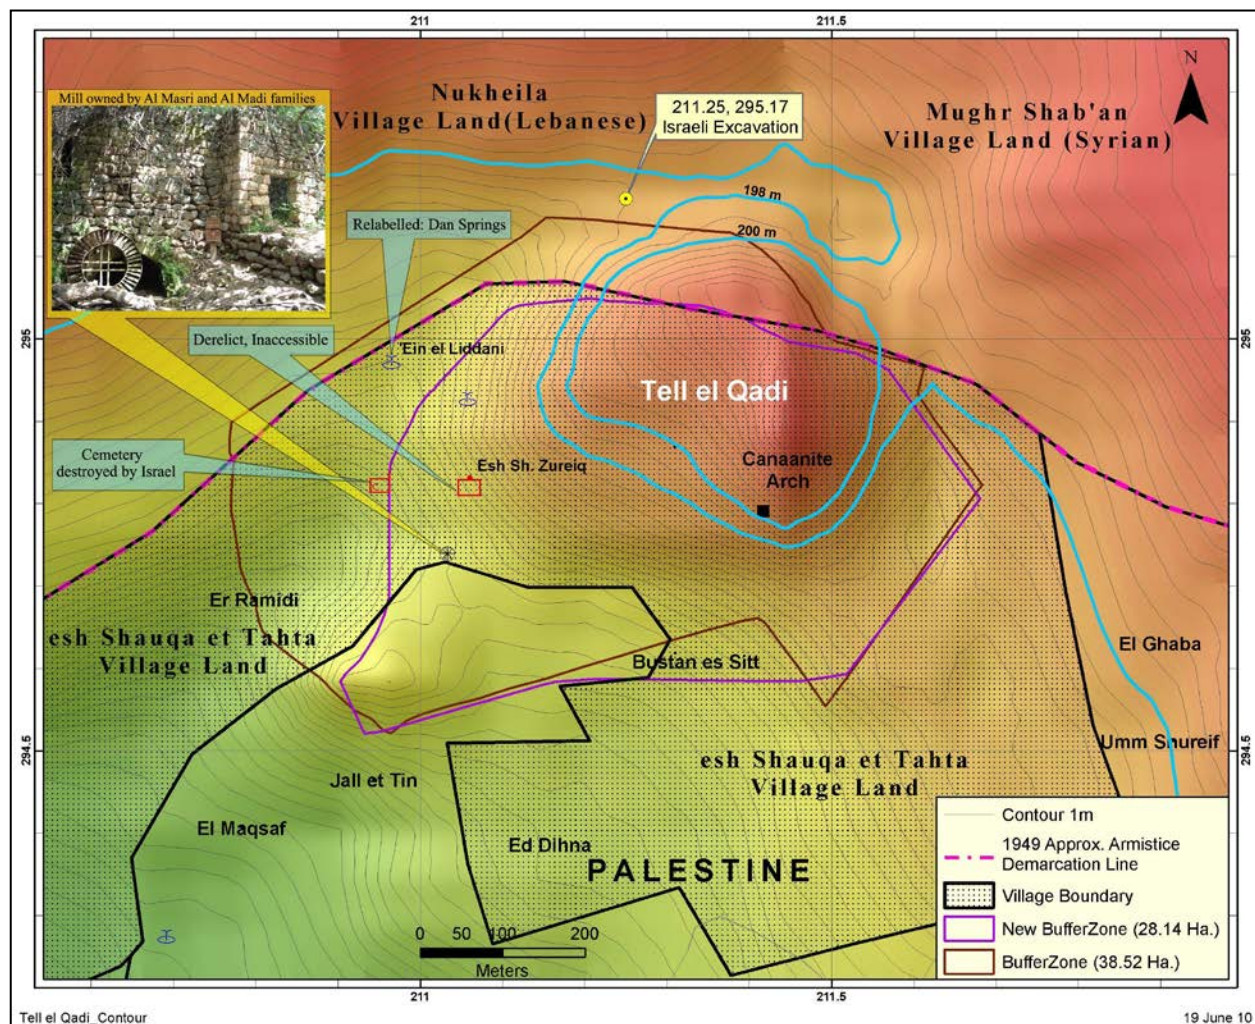 211
211.5
Mill owned by Al Masri and Al Madi families
Nukheila
Village Land(Lebanese)
211.25, 295.17
Israeli Excavation
Mughr Shab'an
Village Land (Syrian)
N
198 m
200 m
Relabelled: Dan Springs
Derelict, Inaccessible
'Ein el Liddani
295
295
Tell el Qadi
Cemetery
destroyed by Israel
Esh Sh. Zureiq
Canaanite
Arch
Er Ramidi
esh Shauqa et Tahta
Village Land
Bustan es Sitt
El Ghaba
294.5
294.5
Umm Shureif
Jall et Tin
esh Shauqa et Tahta
Village Land
El Maqsaf
Ed Dihna
PALESTINE
0 50 100 200
Meters
Contour 1m
1949 Approx. Armistice
Demarcation Line
Village Boundary
New BufferZone (28.14 Ha.)
BufferZone (38.52 Ha.)
211
211.5
Tell el Qadi_Contour
19 June 10